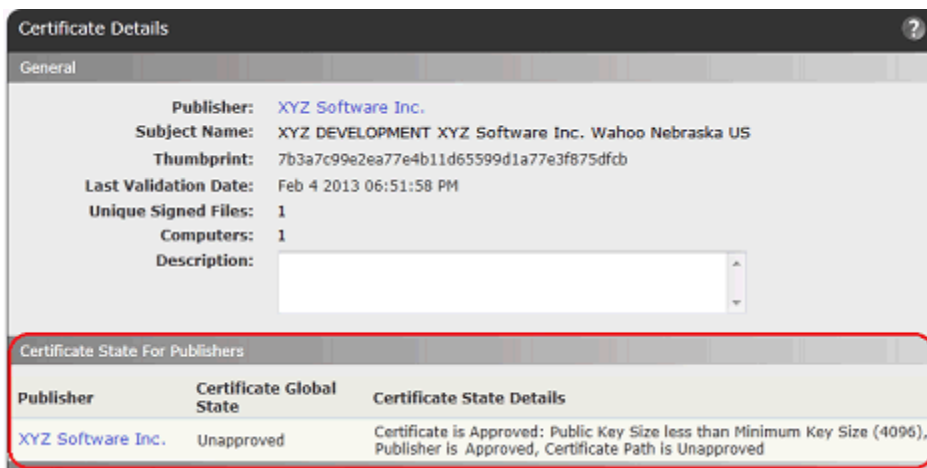 Certificate Details ?
General
Publisher: XYZ Software Inc.
Subject Name: XYZ DEVELOPMENT XYZ Software Inc. Wahoo Nebraska US
Thumbprint: 7b3a7c99e2ea77e4b11d65599d1a77e3f875dfcb
Last Validation Date: Feb 4 2013 06:51:58 PM
Unique Signed Files: 1
Computers: 1
Description:
Certificate State For Publishers
Publisher Certificate Global State Certificate State Details
XYZ Software Inc. Unapproved Certificate is Approved: Public Key Size less than Minimum Key Size (4096),
Publisher is Approved, Certificate Path is Unapproved